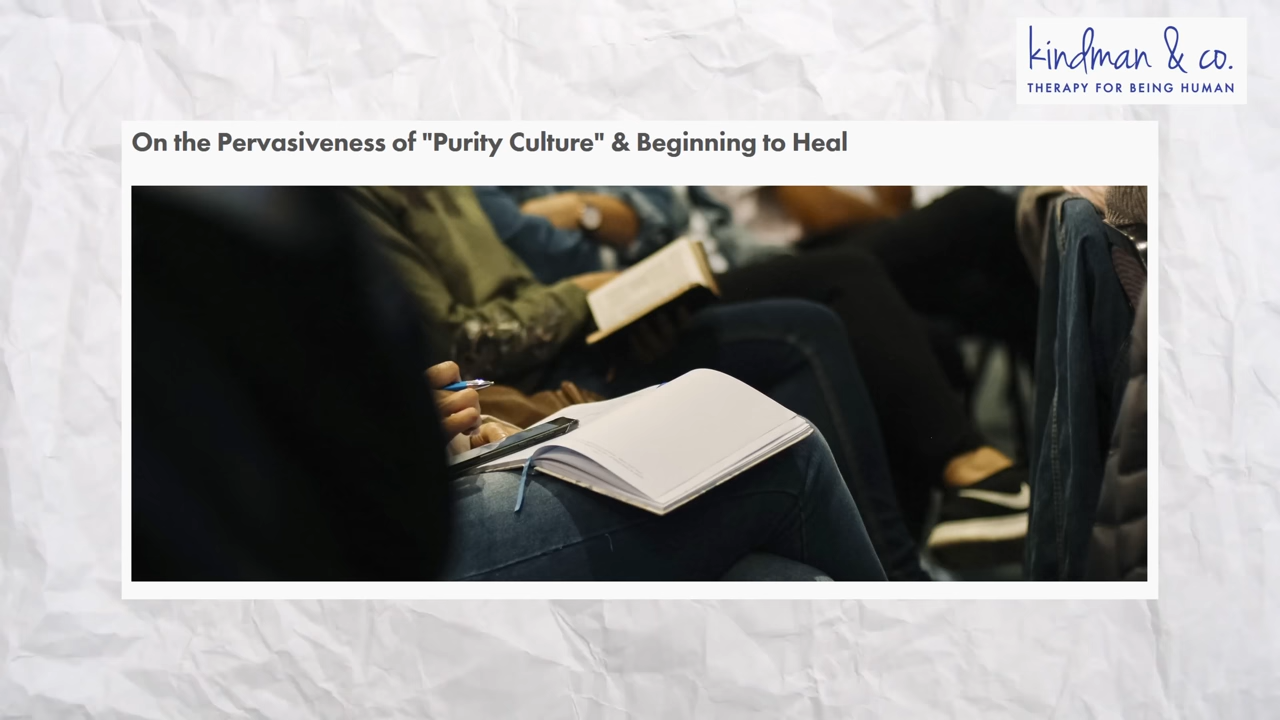 kindman & co.
THERAPY FOR BEING HUMAN
On the Pervasiveness of "Purity Culture" & Beginning to Heal